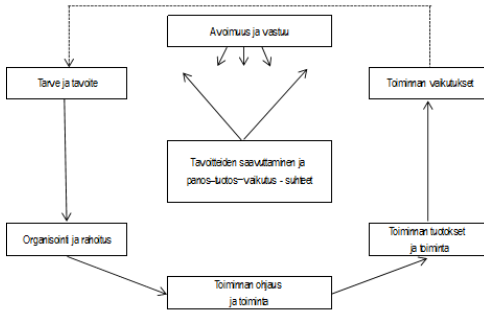 Avoimuus ja vastuu
Tarve ja tavoite
Toiminnan vaikutukset
Tavoitteiden saavuttaminen ja
panos-tuotos-vaikutus - suhteet
Organisointi ja rahoitus
Toiminnan tuotokset
ja toiminta
Toiminnan ohjaus
ja toiminta